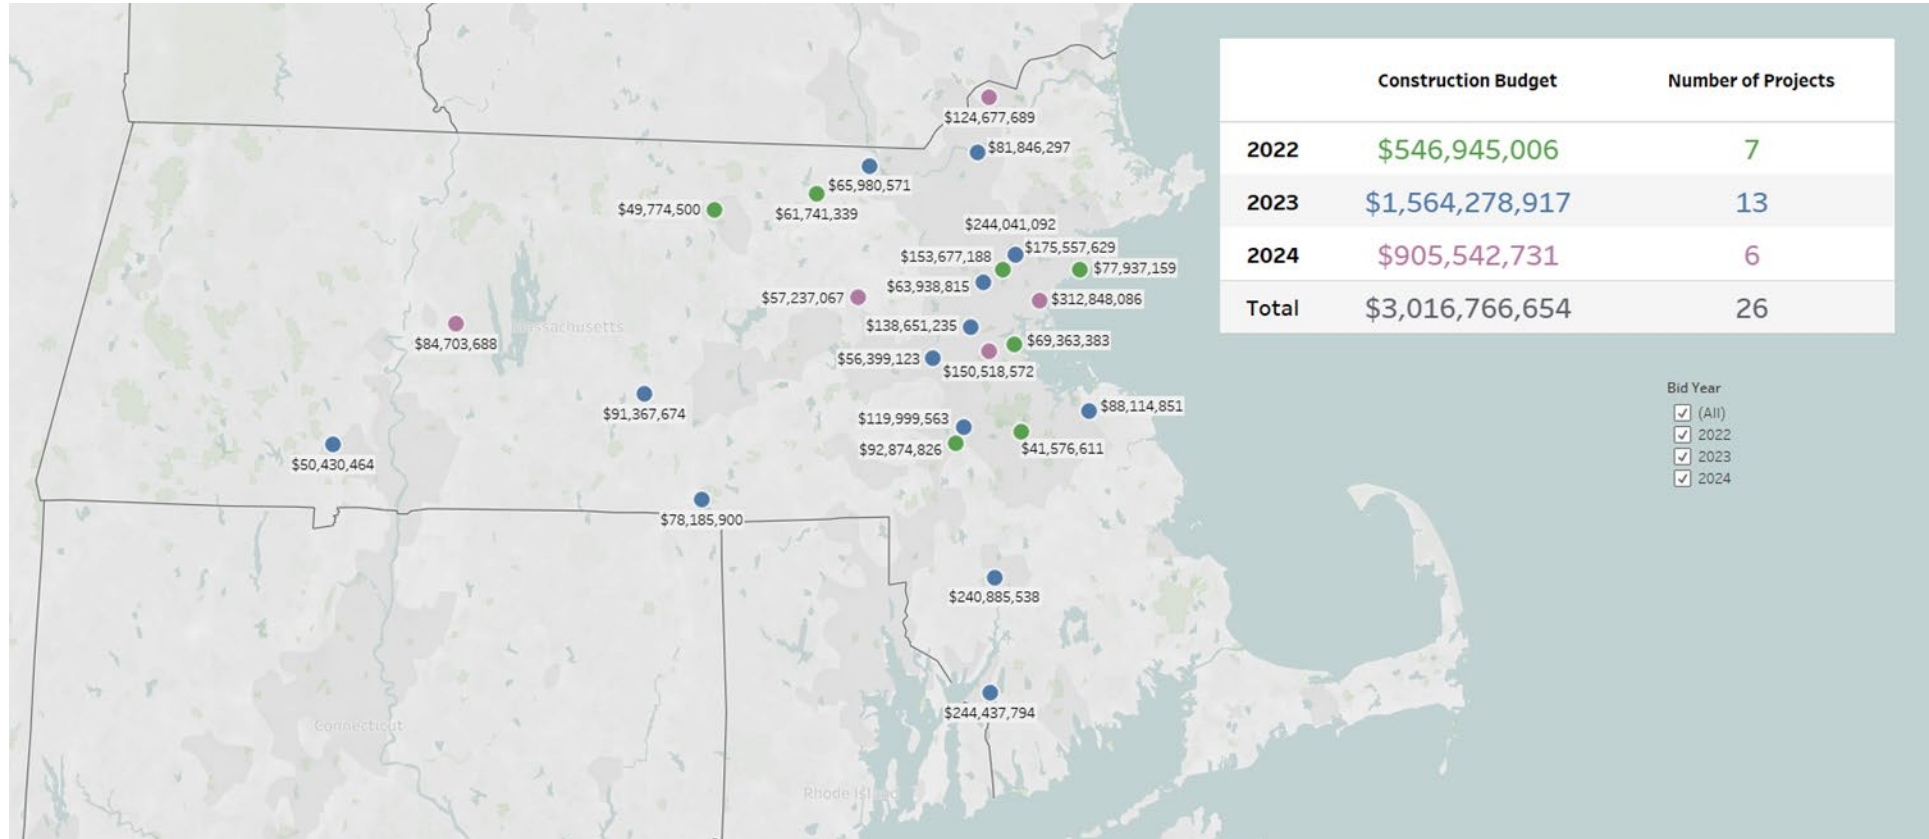 $124,677,689
$81,846,297
$65,980,571
$49,774,500
$61,741,339
$244,041,092
$175,557,629
$153,677,188
$77,937,159
$63,938,815
$57,237,067
$312,848,086
Massachusetts
$138,651,235
$84,703,688
$69,363,383
$56,399,123
$150,518,572
$91,367,674
$88,114,851
$119,999,563
$92,874,826
$41,576,611
$50,430,464
$78,185,900
$240,885,538
$244,437,794
Connecticut
Rhode Island
Construction Budget Number of Projects
2022 $546,945,006 7
2023 $1,564,278,917 13
2024 $905,542,731 6
Total $3,016,766,654 26
Bid Year
(All)
2022
2023
2024